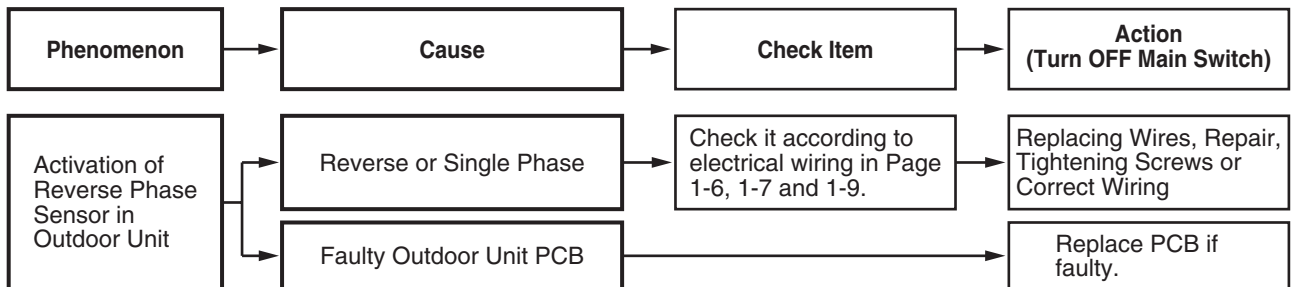 Phenomenon
Cause
Check Item
Action
(Turn OFF Main Switch)
Activation of
Reverse Phase
Sensor in
Outdoor Unit
Reverse or Single Phase
Check it according to
electrical wiring in Page
1-6, 1-7 and 1-9.
Replacing Wires, Repair,
Tightening Screws or
Correct Wiring
Faulty Outdoor Unit PCB
Replace PCB if
faulty.